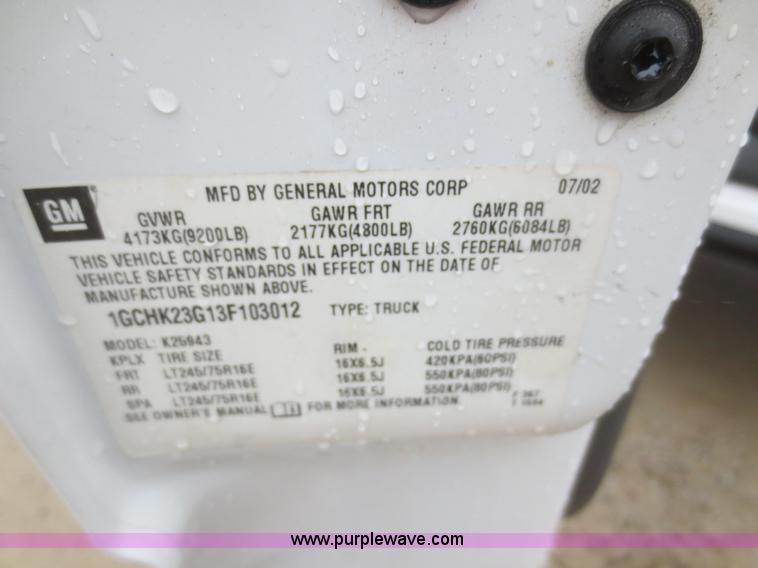 GM
MFD BY GENERAL MOTORS CORP 07/02
GVWR GAWR FRT GAWR RR
4173KG(9200LB) 2177KG(4800LB) 2760KG(6084LB)
THIS VEHICLE CONFORMS TO ALL APPLICABLE U.S. FEDERAL MOTOR
VEHICLE SAFETY STANDARDS IN EFFECT ON THE DATE OF
MANUFACTURE SHOWN ABOVE.
1GCHK23G13F103012 TYPE: TRUCK
MODEL: K25943
KPLX TIRE SIZE RIM COLD TIRE PRESSURE
FRT LT245/75R16E 16X6.5J 420KPA(60PSI)
RR LT245/75R16E 16X6.5J 550KPA(80PSI)
SPA LT245/75R16E 16X6.5J 550KPA(80PSI)
SEE OWNER'S MANUAL FOR MORE INFORMATION.
www.purplewave.com